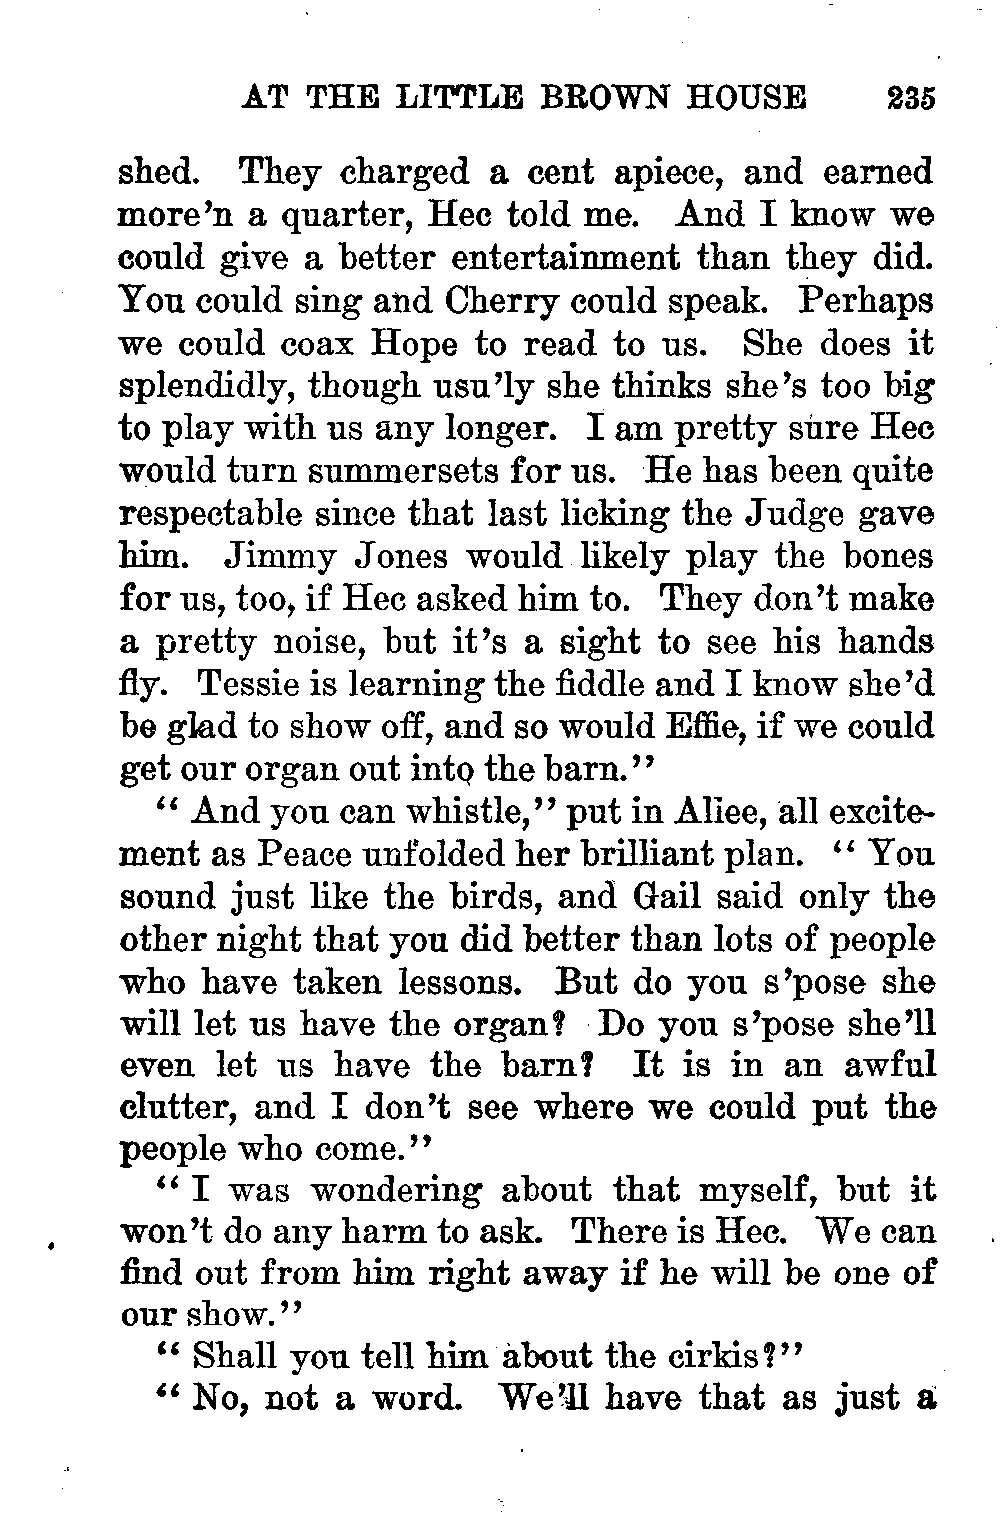 AT THE LITTLE BROWN HOUSE 235
shed. They charged a cent apiece, and earned
more'n a quarter, Hec told me. And I know we
could give a better entertainment than they did.
You could sing and Cherry could speak. Perhaps
we could coax Hope to read to us. She does it
splendidly, though usu'ly she thinks she's too big
to play with us any longer. I am pretty sure Hec
would turn summersets for us. He has been quite
respectable since that last licking the Judge gave
him. Jimmy Jones would likely play the bones
for us, too, if Hec asked him to. They don't make
a pretty noise, but it's a sight to see his hands
fly. Tessie is learning the fiddle and I know she'd
be glad to show off, and so would Effie, if we could
get our organ out into the barn."
" And you can whistle," put in Allee, all excite-
ment as Peace unfolded her brilliant plan. " You
sound just like the birds, and Gail said only the
other night that you did better than lots of people
who have taken lessons. But do you s'pose she
will let us have the organ? Do you s'pose she'll
even let us have the barn? It is in an awful
clutter, and I don't see where we could put the
people who come."
" I was wondering about that myself, but it
won't do any harm to ask. There is Hec. We can
find out from him right away if he will be one of
our show."
" Shall you tell him about the cirkis?"
" No, not a word. We'll have that as just a